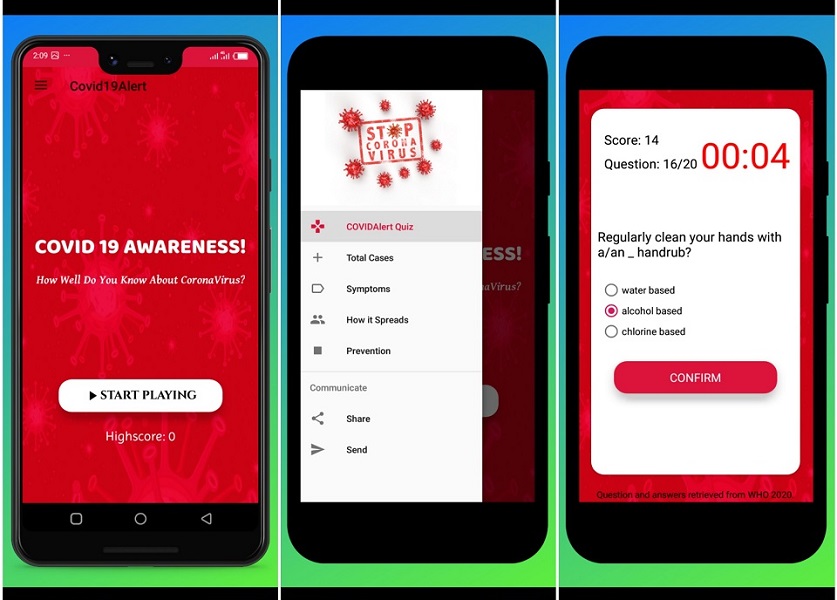 2:09
Covid19Alert
COVID 19 AWARENESS!
How Well Do You Know About CoronaVirus?
START PLAYING
Highscore: 0
STOP
CORONA
VIRUS
COVIDAlert Quiz
Total Cases
Symptoms
How it Spreads
Prevention
Communicate
Share
Send
ESS!
naVirus?
Score: 14
Question: 16/20
00:04
Regularly clean your hands with
a/an _ handrub?
water based
alcohol based
chlorine based
CONFIRM
Question and answers retrieved from WHO 2020.